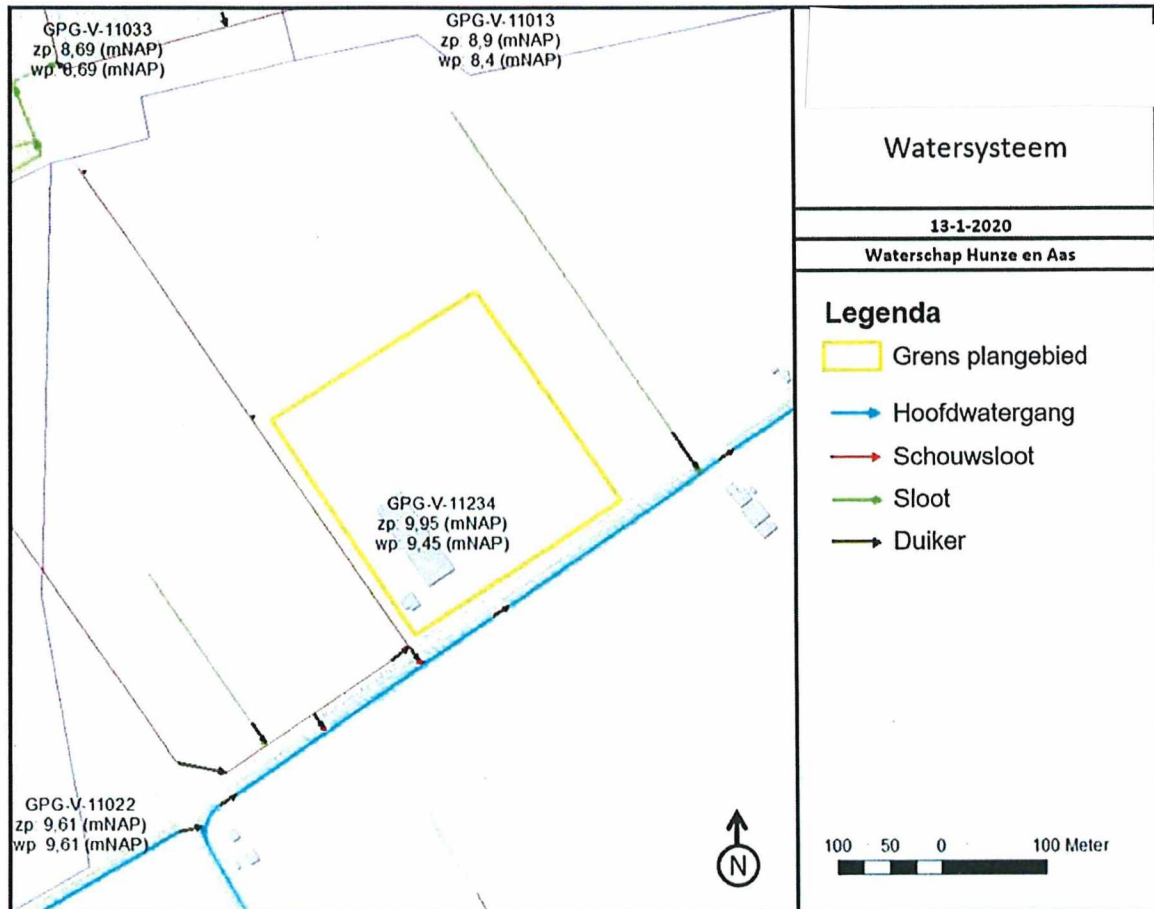 GPG-V-11033
zp: 8,69 (mNAP)
wp: 8,69 (mNAP)
GPG-V-11013
zp: 8,9 (mNAP)
wp: 8,4 (mNAP)
GPG-V-11234
zp: 9,95 (mNAP)
wp: 9,45 (mNAP)
GPG-V-11022
zp: 9,61 (mNAP)
wp: 9,61 (mNAP)
N
Watersysteem
13-1-2020
Waterschap Hunze en Aas
Legenda
Grens plangebied
Hoofdwatergang
Schouwsloot
Sloot
Duiker
100 50 0 100 Meter